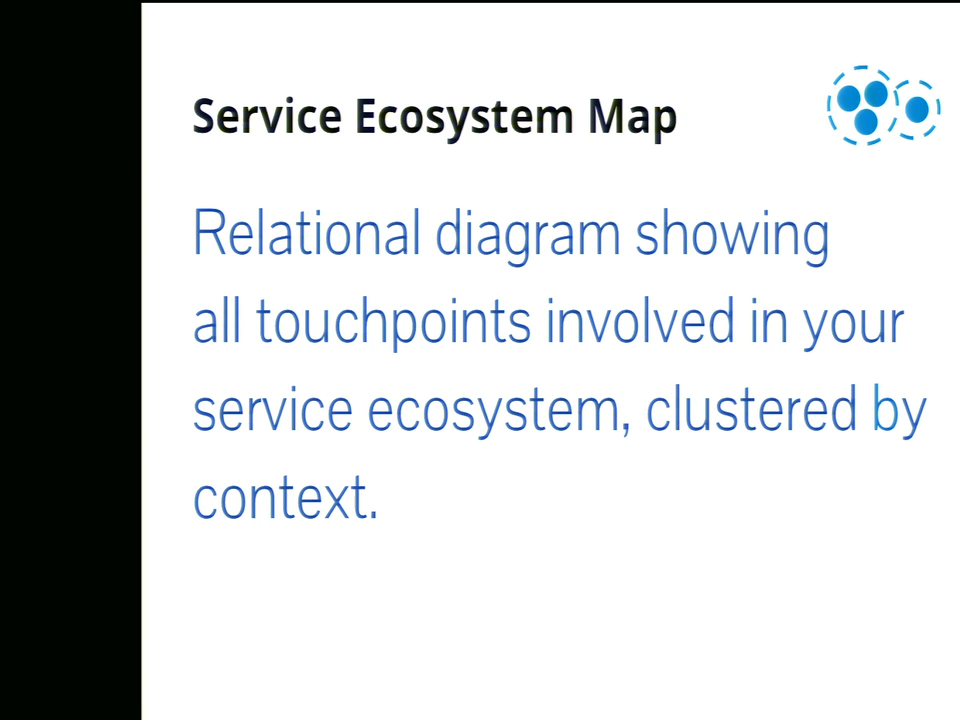 Service Ecosystem Map
Relational diagram showing
all touchpoints involved in your
service ecosystem, clustered by
context.